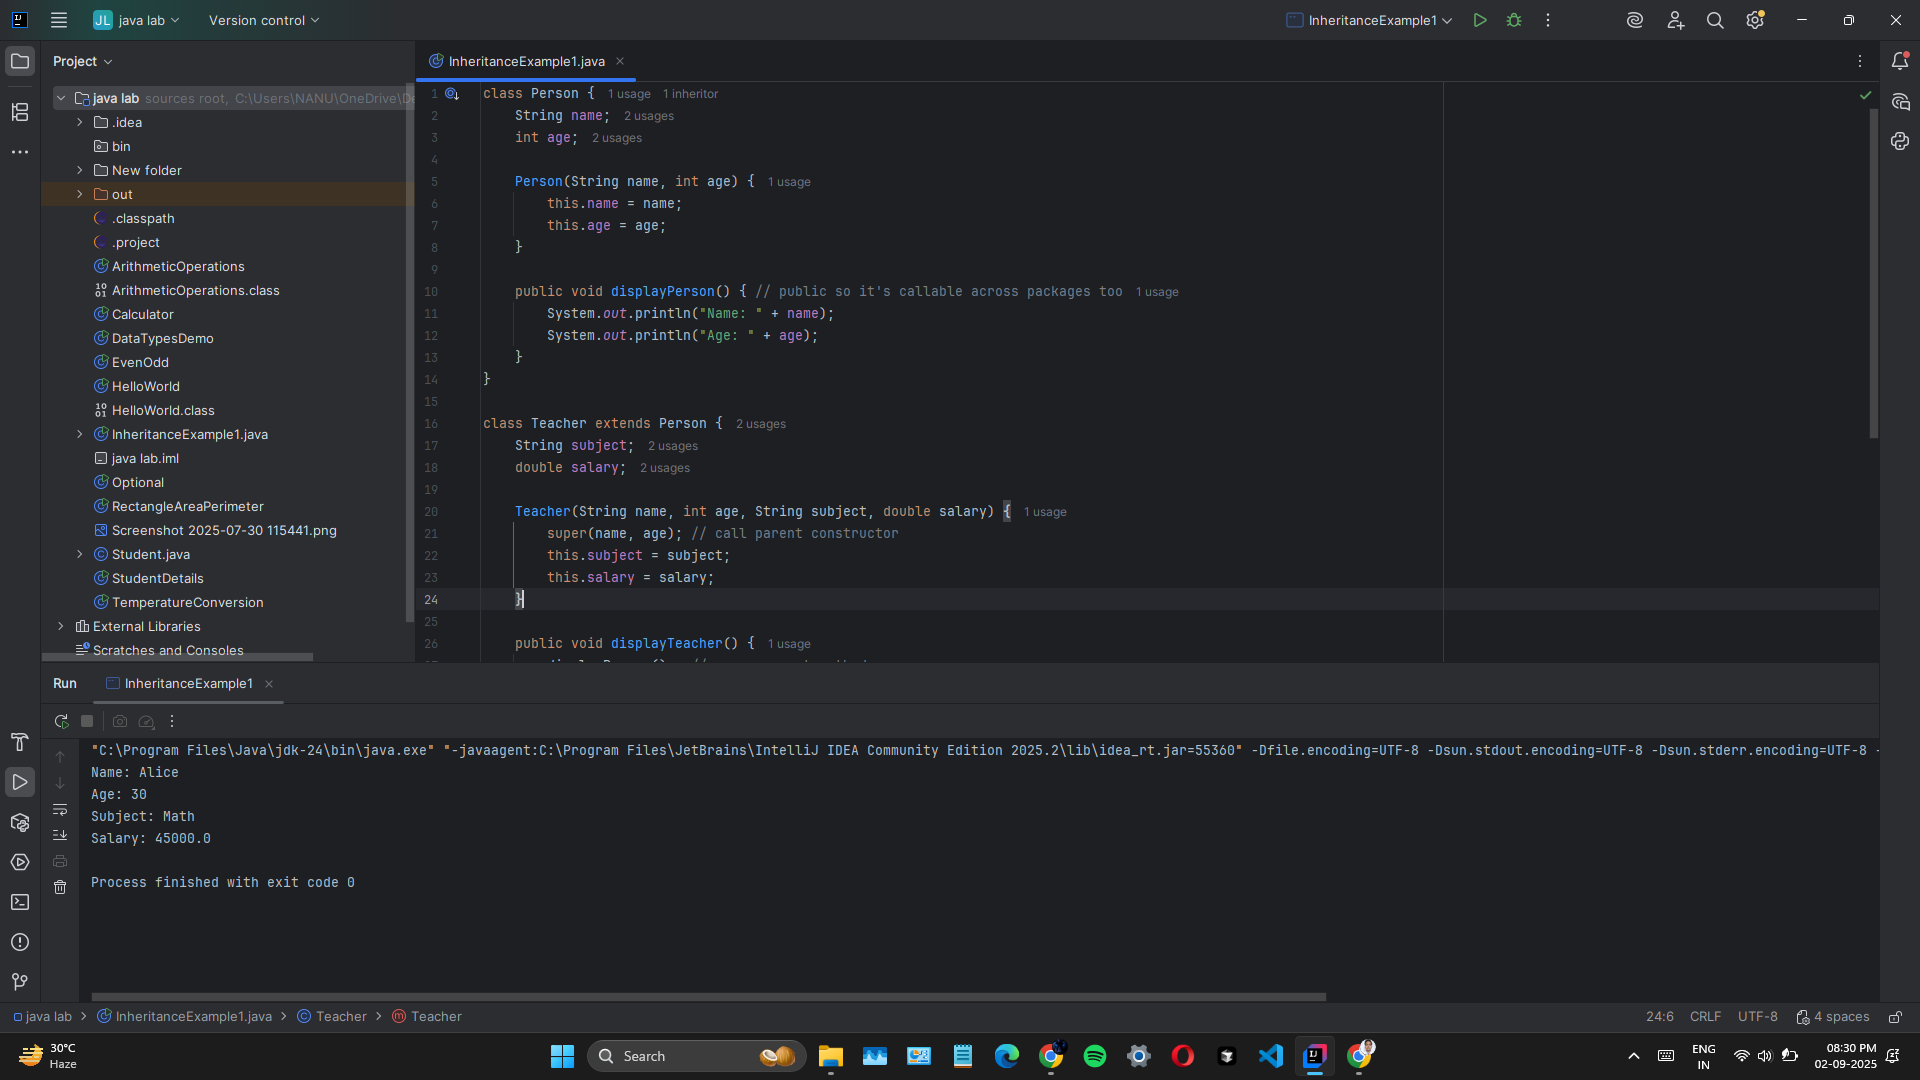 JL java lab Version control InheritanceExample1
Project
InheritanceExample1.java
java lab sources root, C:\Users\NANU\OneDrive\De
.idea
bin
New folder
out
.classpath
.project
ArithmeticOperations
ArithmeticOperations.class
Calculator
DataTypesDemo
EvenOdd
HelloWorld
HelloWorld.class
InheritanceExample1.java
java lab.iml
Optional
RectangleAreaPerimeter
Screenshot 2025-07-30 115441.png
Student.java
StudentDetails
TemperatureConversion
External Libraries
Scratches and Consoles
1 class Person { 1 usage 1 inheritor
2 String name; 2 usages
3 int age; 2 usages
4
5 Person(String name, int age) { 1 usage
6 this.name = name;
7 this.age = age;
8 }
9
10 public void displayPerson() { // public so it's callable across packages too 1 usage
11 System.out.println("Name: " + name);
12 System.out.println("Age: " + age);
13 }
14 }
15
16 class Teacher extends Person { 2 usages
17 String subject; 2 usages
18 double salary; 2 usages
19
20 Teacher(String name, int age, String subject, double salary) { 1 usage
21 super(name, age); // call parent constructor
22 this.subject = subject;
23 this.salary = salary;
24 }
25
26 public void displayTeacher() { 1 usage
Run InheritanceExample1
"C:\Program Files\Java\jdk-24\bin\java.exe" "-javaagent:C:\Program Files\JetBrains\IntelliJ IDEA Community Edition 2025.2\lib\idea_rt.jar=55360" -Dfile.encoding=UTF-8 -Dsun.stdout.encoding=UTF-8 -Dsun.stderr.encoding=UTF-8 -
Name: Alice
Age: 30
Subject: Math
Salary: 45000.0
Process finished with exit code 0
java lab InheritanceExample1.java Teacher Teacher 24:6 CRLF UTF-8 4 spaces
30°C
Haze
Search
ENG
IN
08:30 PM
02-09-2025